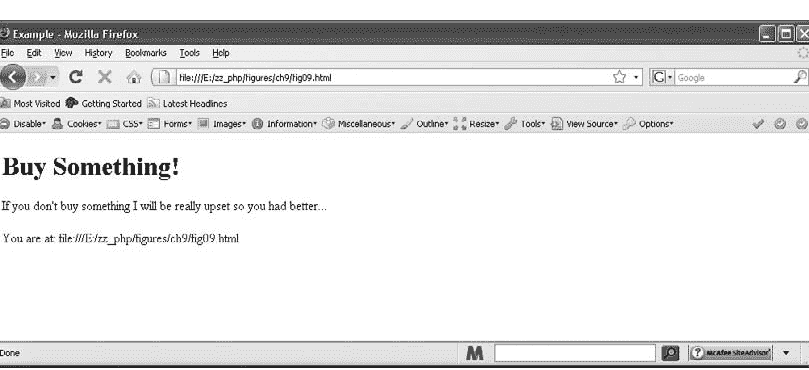 Example - Mozilla Firefox
File Edit View History Bookmarks Tools Help
file:///E:/zz_php/figures/ch9/fig09.html
G Google
Most Visited Getting Started Latest Headlines
Disable Cookies CSS Forms Images Information Miscellaneous Outline Resize Tools View Source Options
Buy Something!
If you don't buy something I will be really upset so you had better...
You are at: file:///E:/zz_php/figures/ch9/fig09.html
Done
M
McAfee SiteAdvisor